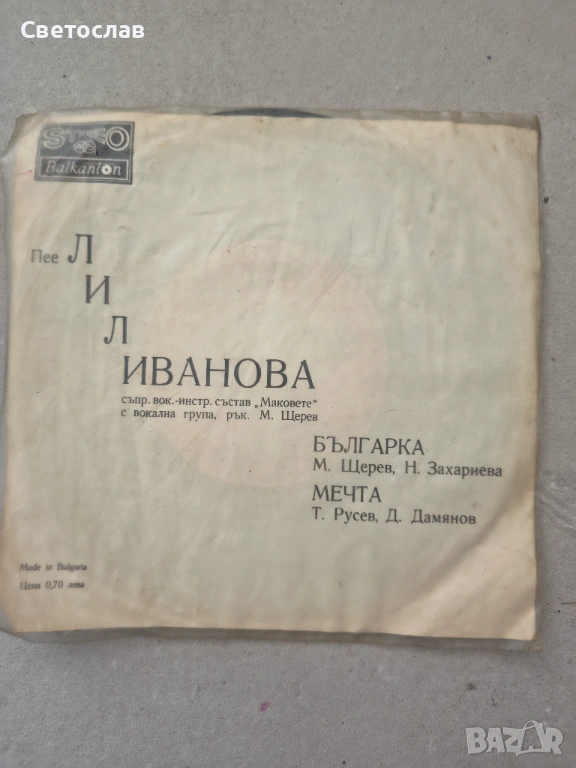 Светослав
STEREO
Balkanton
Пее Л
И
Л
ИВАНОВА
съпр. вок.-инстр. състав „Маковете“
с вокална група, рък. М. Щерев
БЪЛГАРКА
М. Щерев, Н. Захариева
МЕЧТА
Т. Русев, Д. Дамянов
Made in Bulgaria
Цена 0,70 лева
BAZAR